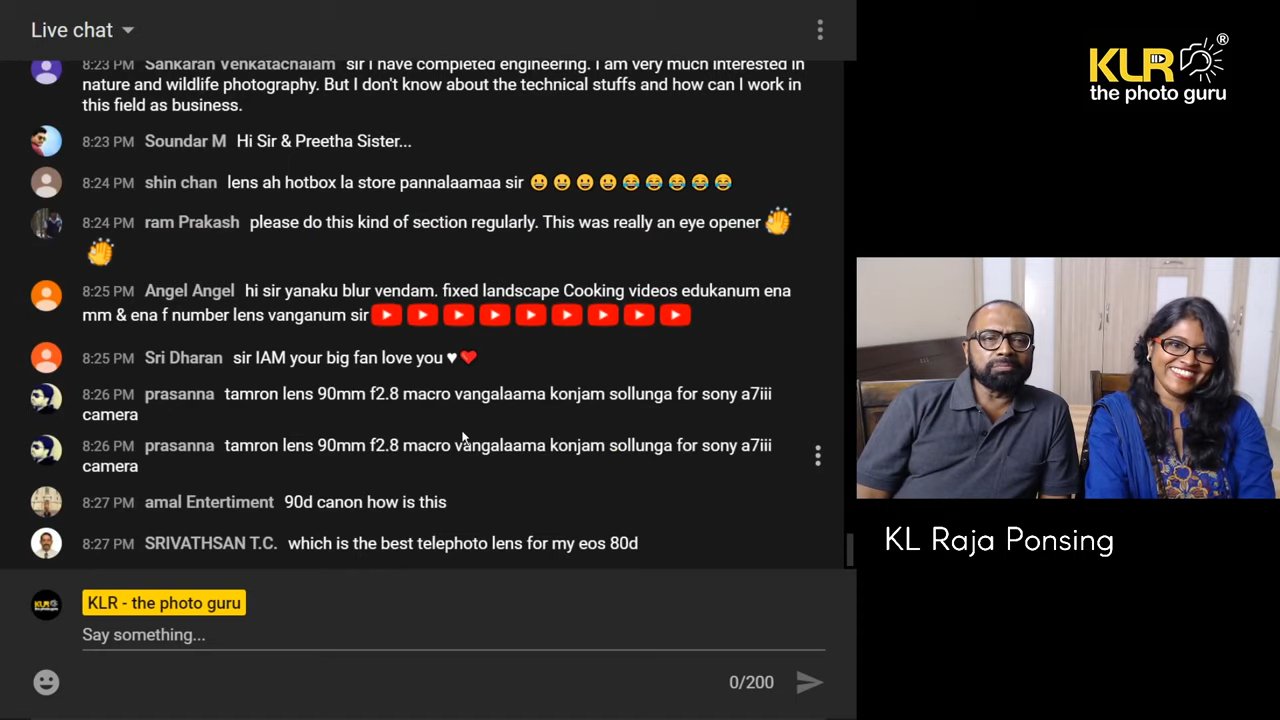 Live chat
8:23 PM Sankaran Venkatachalam sir I have completed engineering. I am very much interested in
nature and wildlife photography. But I don't know about the technical stuffs and how can I work in
this field as business.
8:23 PM Soundar M Hi Sir & Preetha Sister...
8:24 PM shin chan lens ah hotbox la store pannalaamaa sir 😀😀😀😀😂😂😂😂😂
8:24 PM ram Prakash please do this kind of section regularly. This was really an eye opener 👏
👏
8:25 PM Angel Angel hi sir yanaku blur vendam. fixed landscape Cooking videos edukanum ena
mm & ena f number lens vanganum sir
8:25 PM Sri Dharan sir IAM your big fan love you ♥❤
8:26 PM prasanna tamron lens 90mm f2.8 macro vangalaama konjam sollunga for sony a7iii
camera
8:26 PM prasanna tamron lens 90mm f2.8 macro vangalaama konjam sollunga for sony a7iii
camera
8:27 PM amal Entertiment 90d canon how is this
8:27 PM SRIVATHSAN T.C. which is the best telephoto lens for my eos 80d
KLR - the photo guru
Say something...
0/200
KLR ®
the photo guru
KL Raja Ponsing